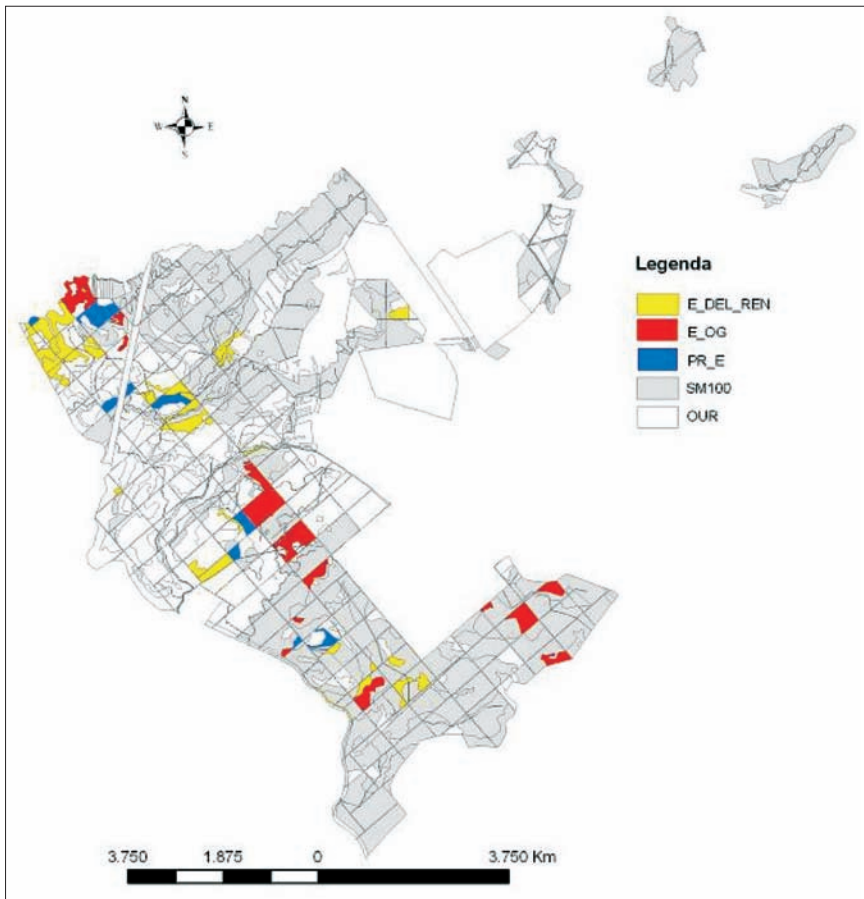 N
W E
S
Legenda
E_DEL_REN
E_OG
PR_E
SM100
OUR
3.750 1.875 0 3.750 Km